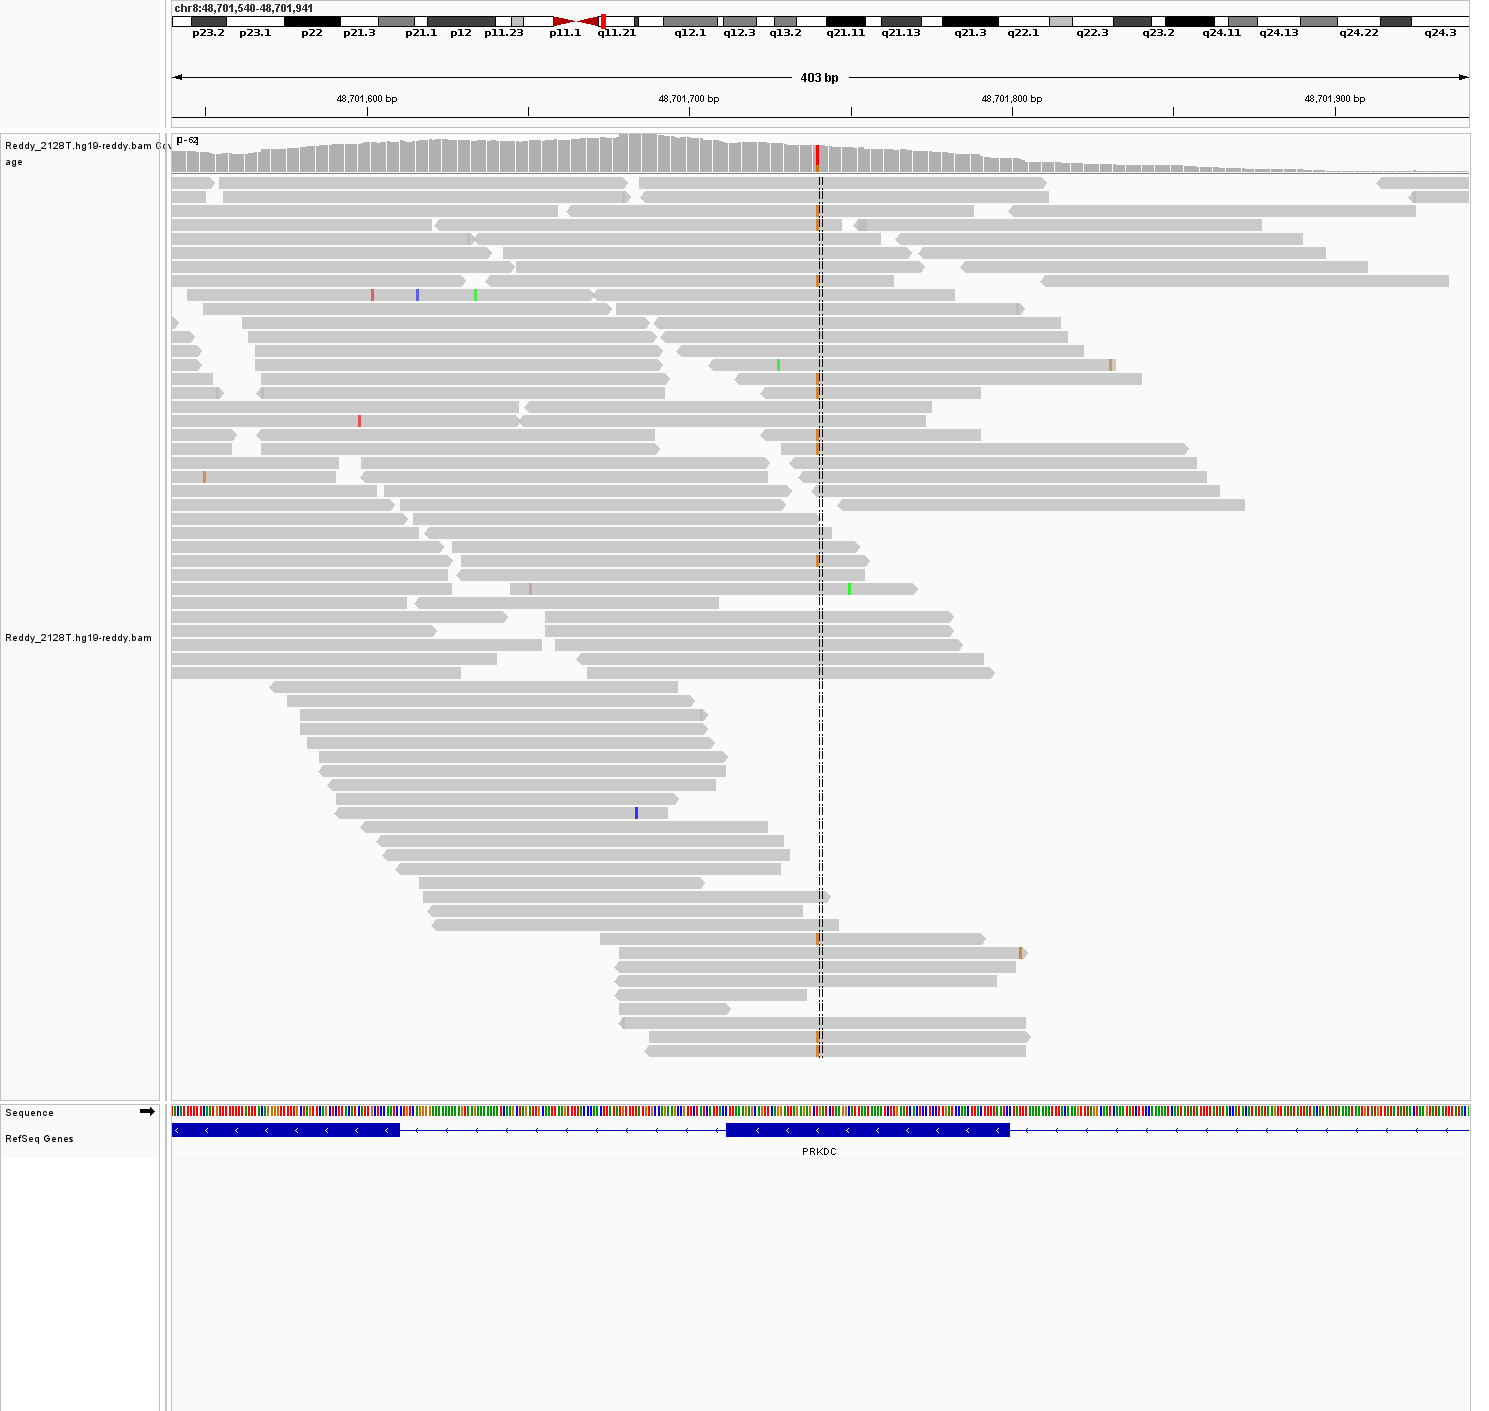 chr8:48,701,540-48,701,941
p23.2 p23.1 p22 p21.3 p21.1 p12 p11.23 p11.1 q11.21 q12.1 q12.3 q13.2 q21.11 q21.13 q21.3 q22.1 q22.3 q23.2 q24.11 q24.13 q24.22 q24.3
403 bp
48,701,600 bp 48,701,700 bp 48,701,800 bp 48,701,900 bp
Reddy_2128T.hg19-reddy.bam Cov
age
[0-62]
Reddy_2128T.hg19-reddy.bam
Sequence
RefSeq Genes
PRKDC